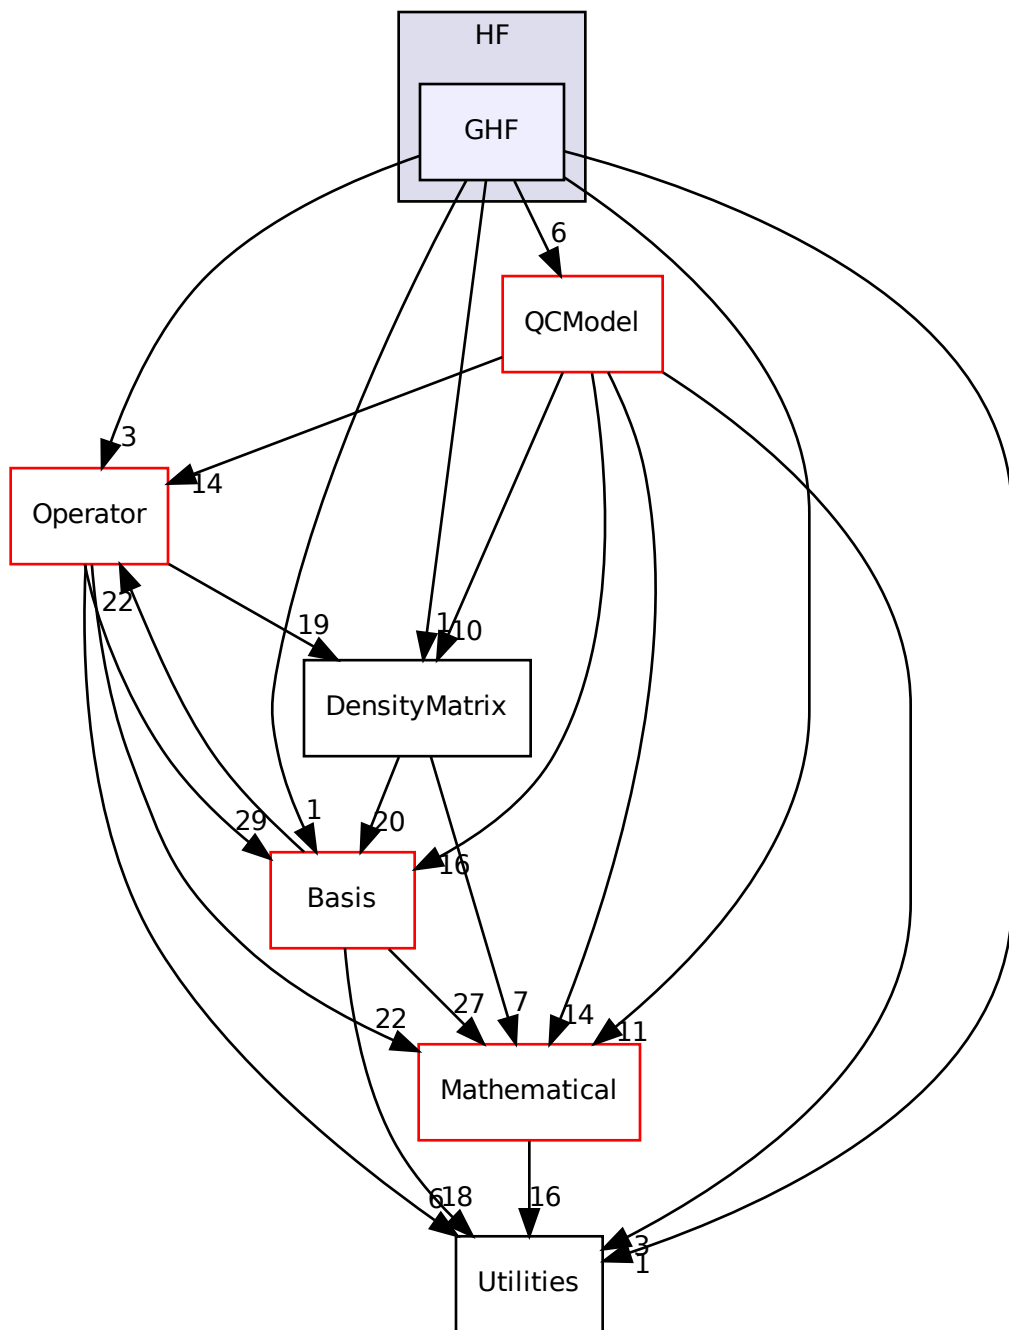 HF
GHF
6
QCModel
3
14
Operator
22
19
1
10
DensityMatrix
29
1
20
16
Basis
22
27
7
14
11
Mathematical
6
18
16
3
1
Utilities